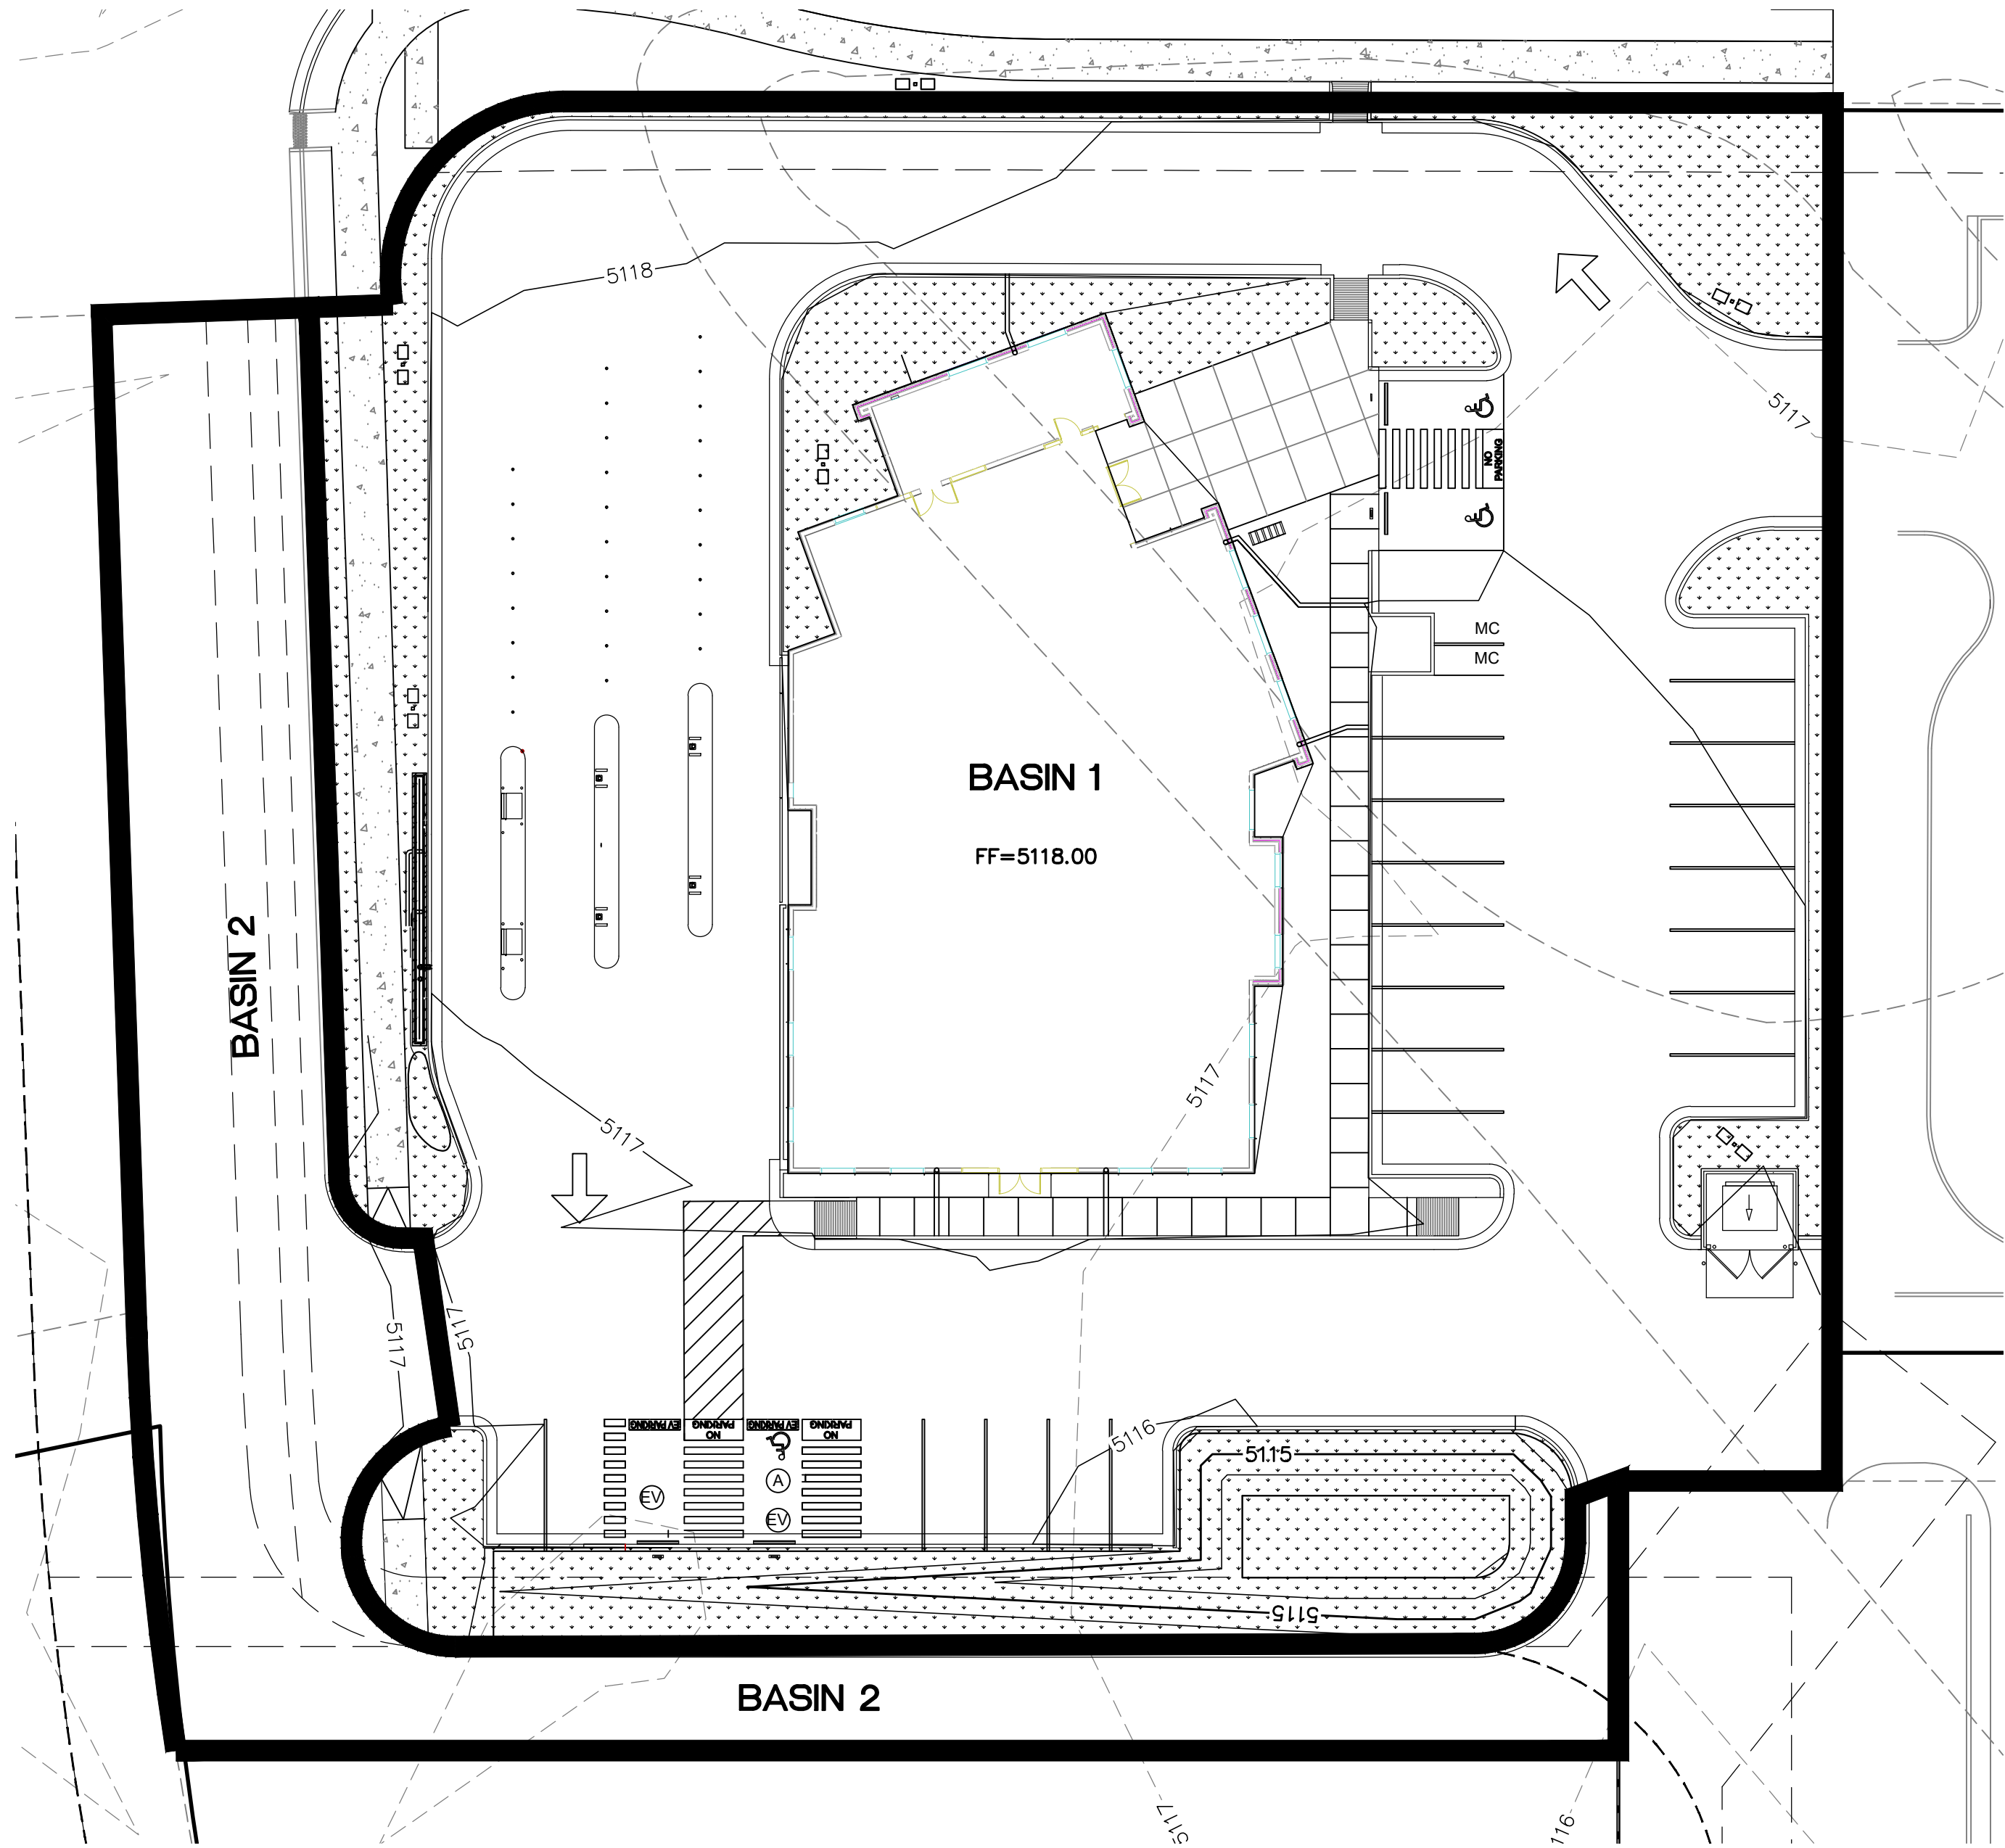 5118
5117
NO
PARKING
MC
MC
BASIN 1
FF=5118.00
BASIN 2
5117
5117
5117
5117
EV PARKING
NO
PARKING
EV PARKING
NO
PARKING
5116
5115
A
EV
EV
5115
BASIN 2
5117
116